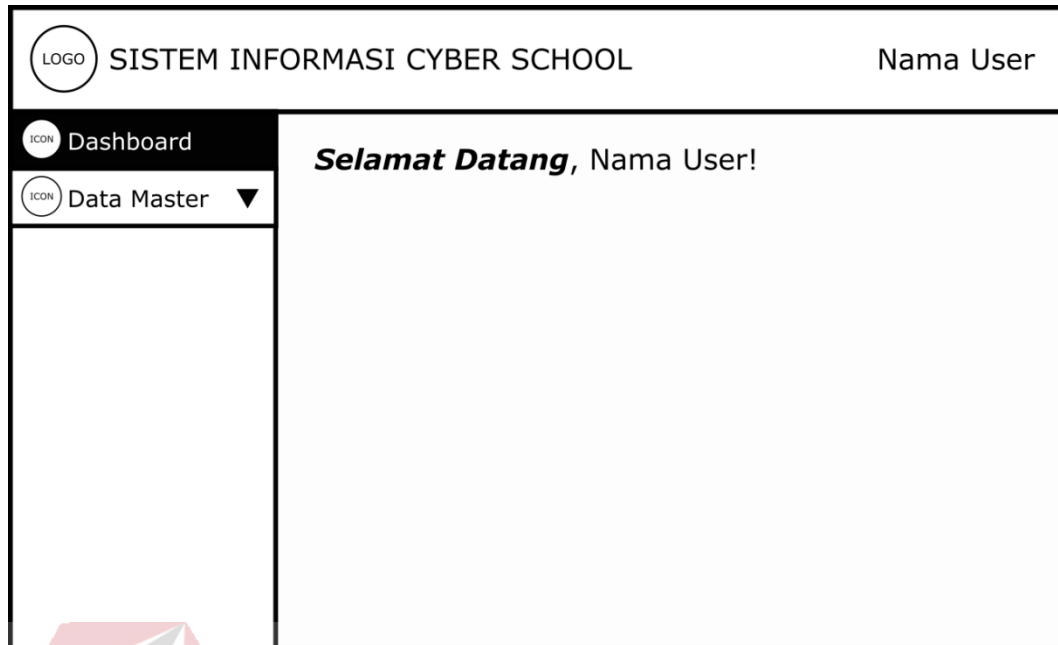 LOGO SISTEM INFORMASI CYBER SCHOOL Nama User
ICON Dashboard
Selamat Datang, Nama User!
ICON Data Master ▼